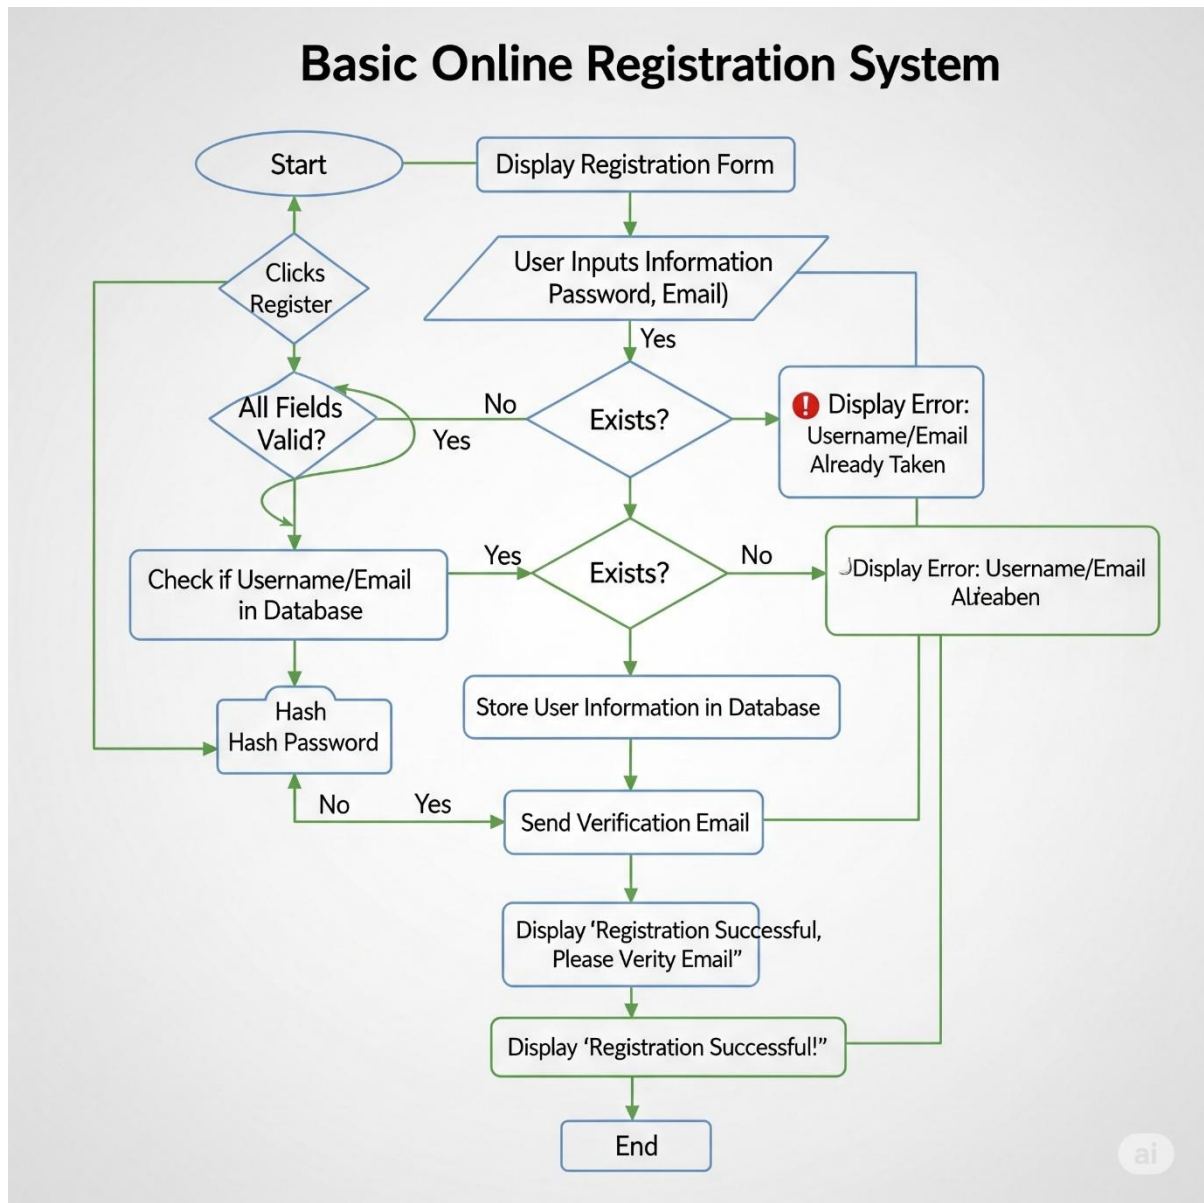 Basic Online Registration System
Start
Display Registration Form
Clicks
Register
User Inputs Information
Password, Email)
Yes
All Fields
Valid?
No
Yes
Exists?
! Display Error:
Username/Email
Already Taken
Check if Username/Email
in Database
Yes
Exists?
No
Display Error: Username/Email
Hash
Hash Password
Store User Information in Database
No
Yes
Send Verification Email
Display ‘Registration Successful,
Please Verity Email”
Display ‘Registration Successful!”
End
ai